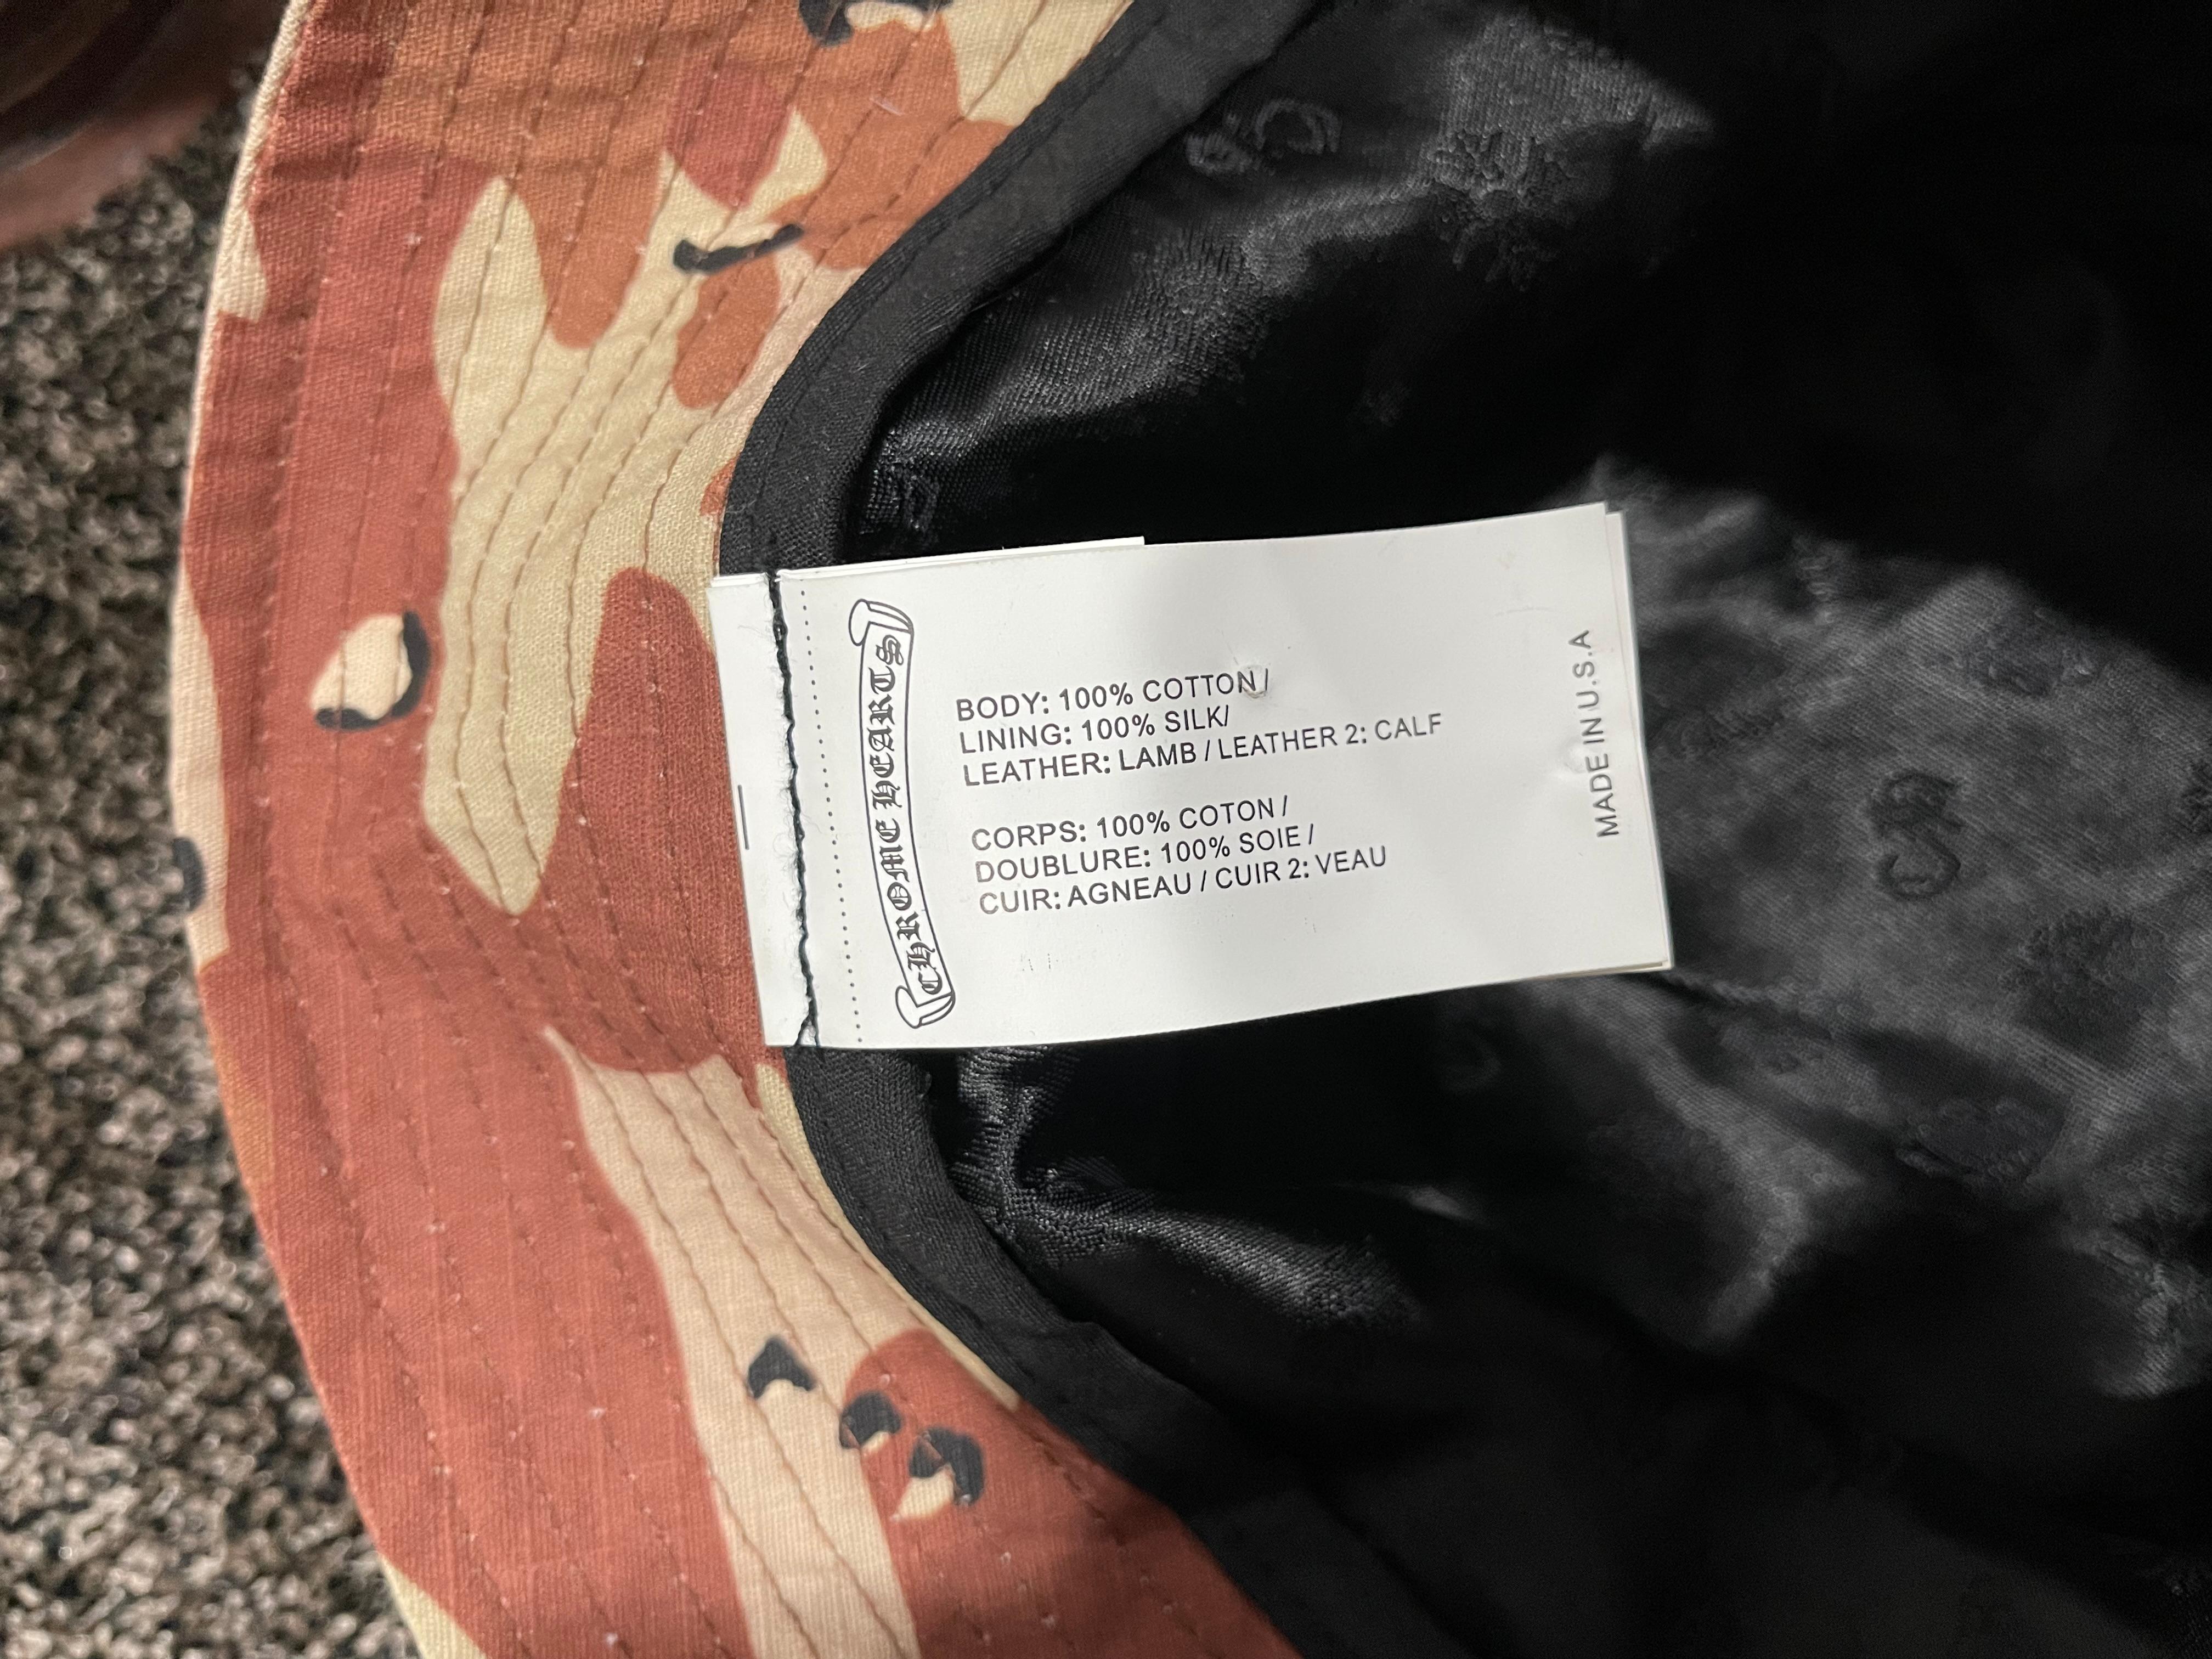 CHROME HEARTS
BODY: 100% COTTON /
LINING: 100% SILK/
LEATHER: LAMB / LEATHER 2: CALF
CORPS: 100% COTON /
DOUBLURE: 100% SOIE /
CUIR: AGNEAU / CUIR 2: VEAU
MADE IN U.S.A